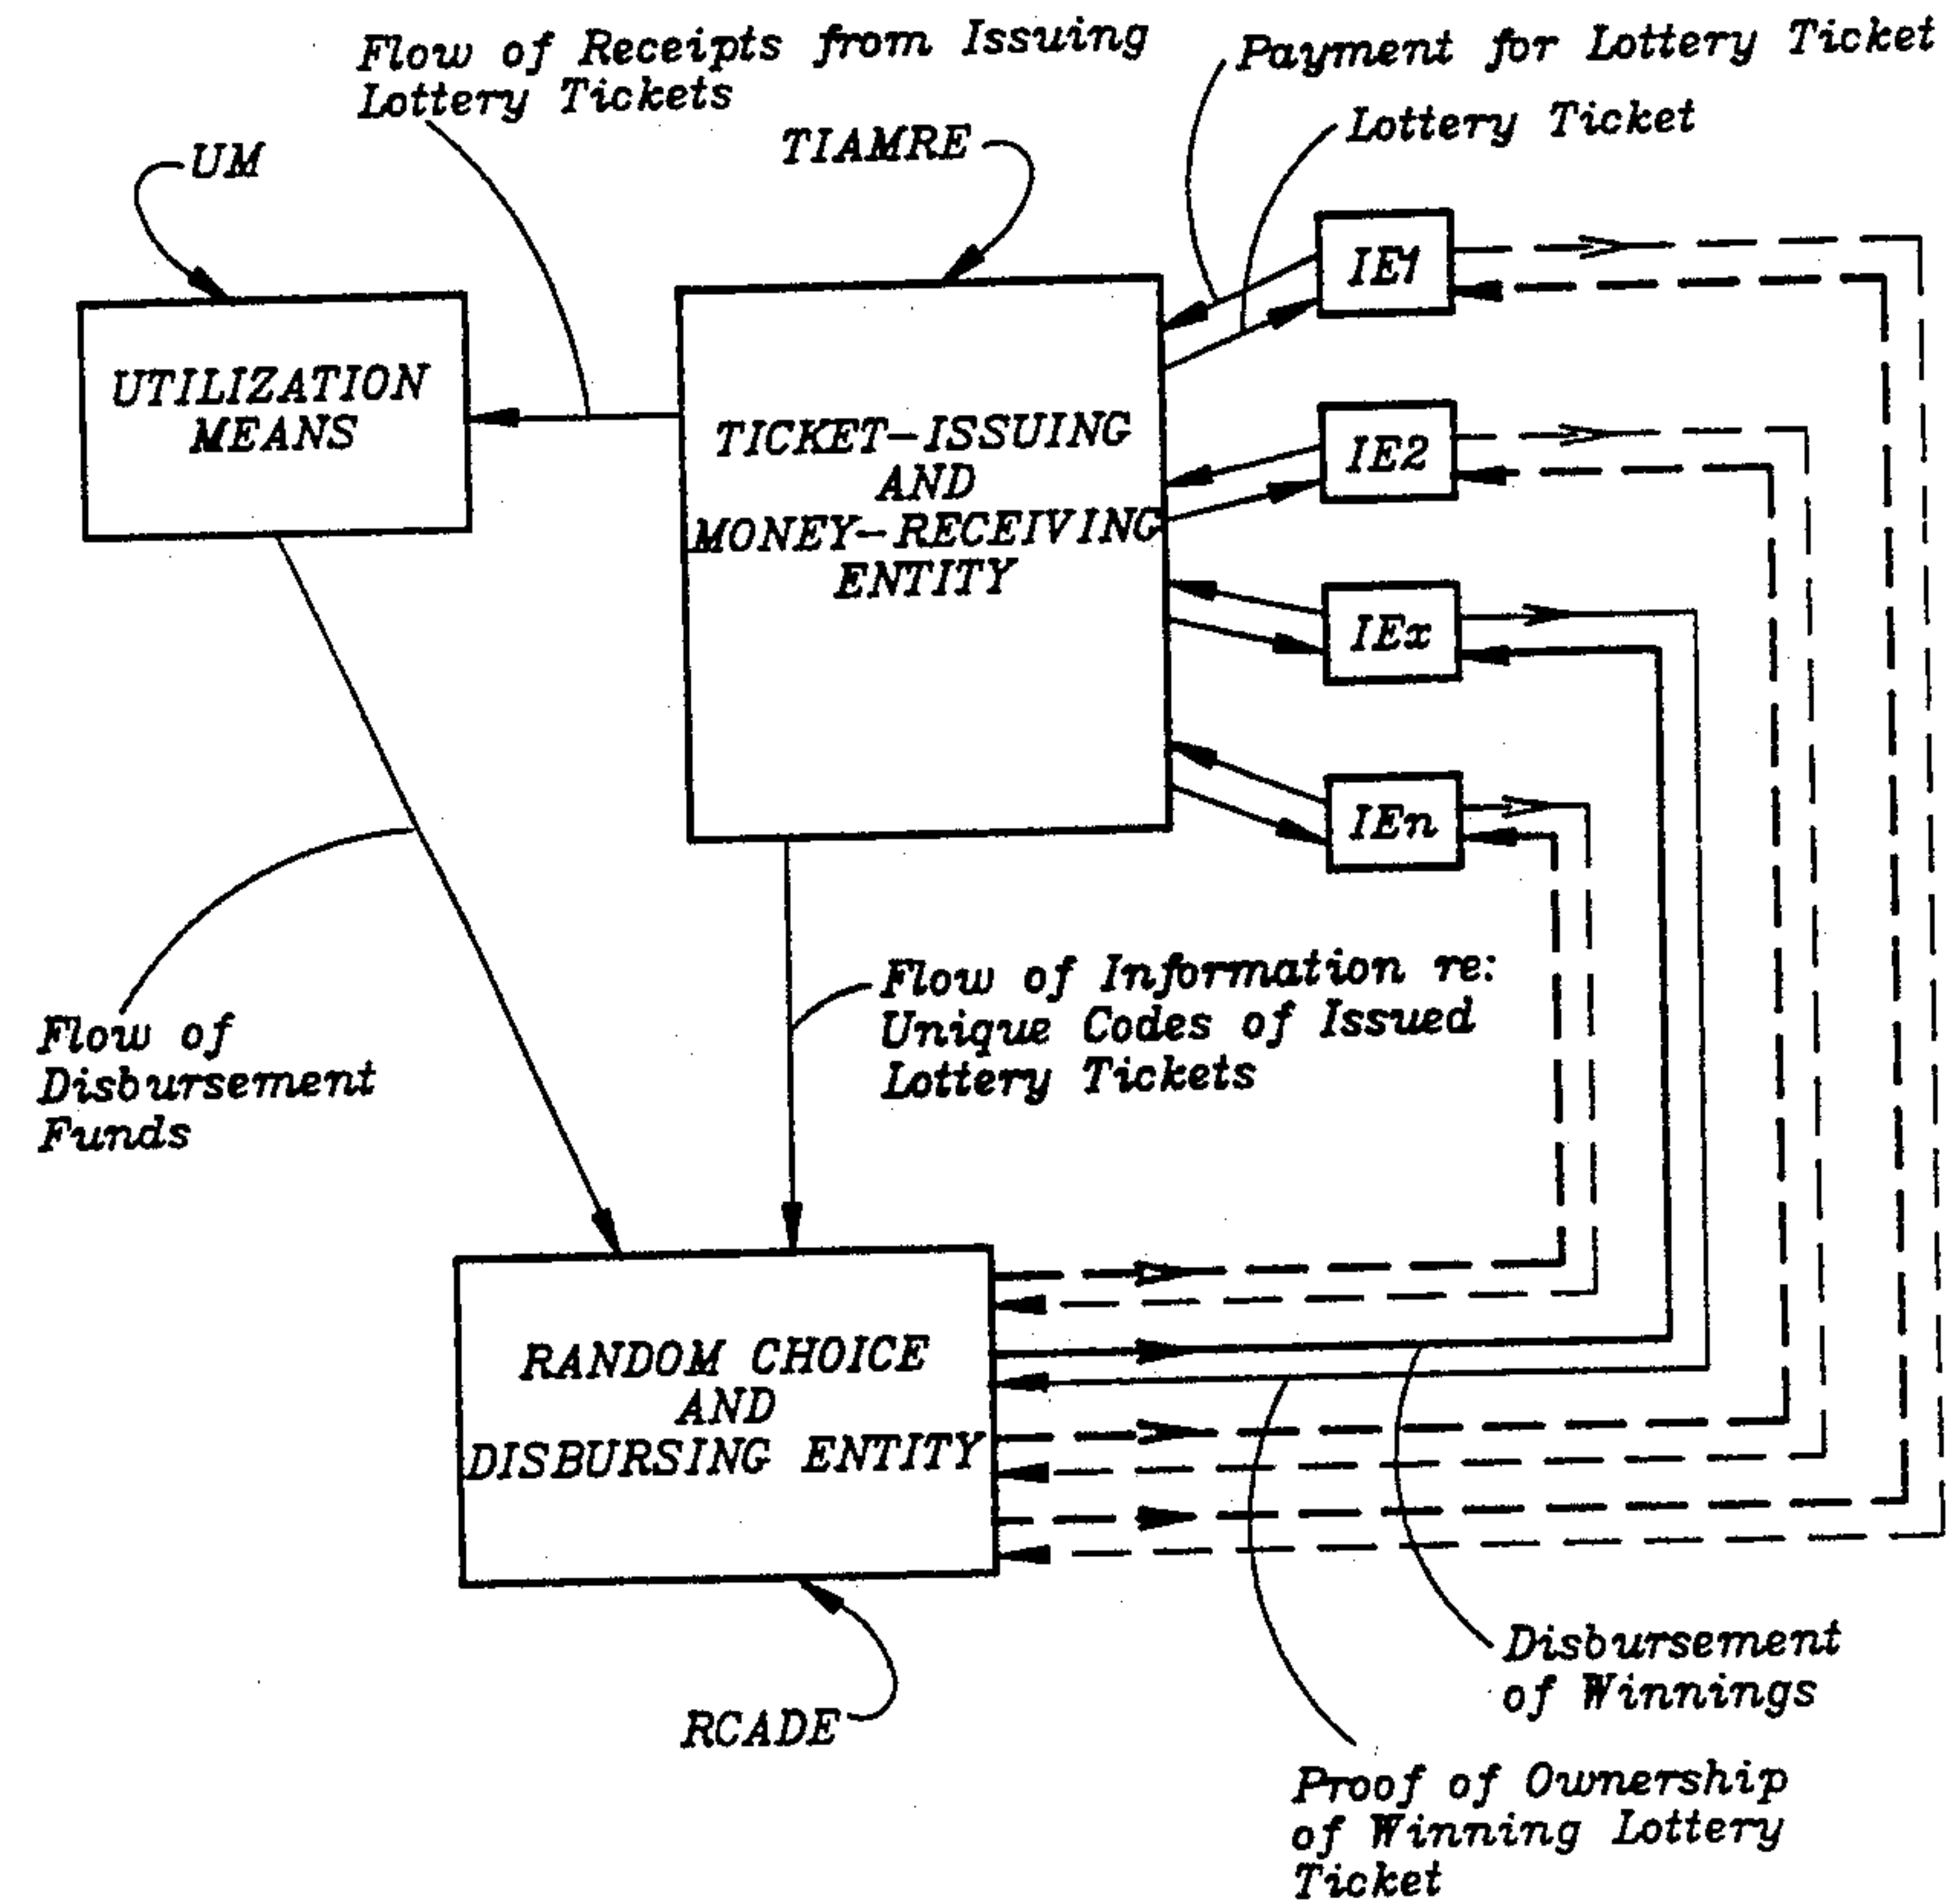 Flow of Receipts from Issuing
Lottery Tickets
Payment for Lottery Ticket
Lottery Ticket
TIAMRE
UM
IE1
UTILIZATION
MEANS
TICKET-ISSUING
AND
MONEY-RECEIVING
ENTITY
IE2
IEx
IEn
Flow of Information re:
Unique Codes of Issued
Lottery Tickets
Flow of
Disbursement
Funds
RANDOM CHOICE
AND
DISBURSING ENTITY
RCADE
Disbursement
of Winnings
Proof of Ownership
of Winning Lottery
Ticket